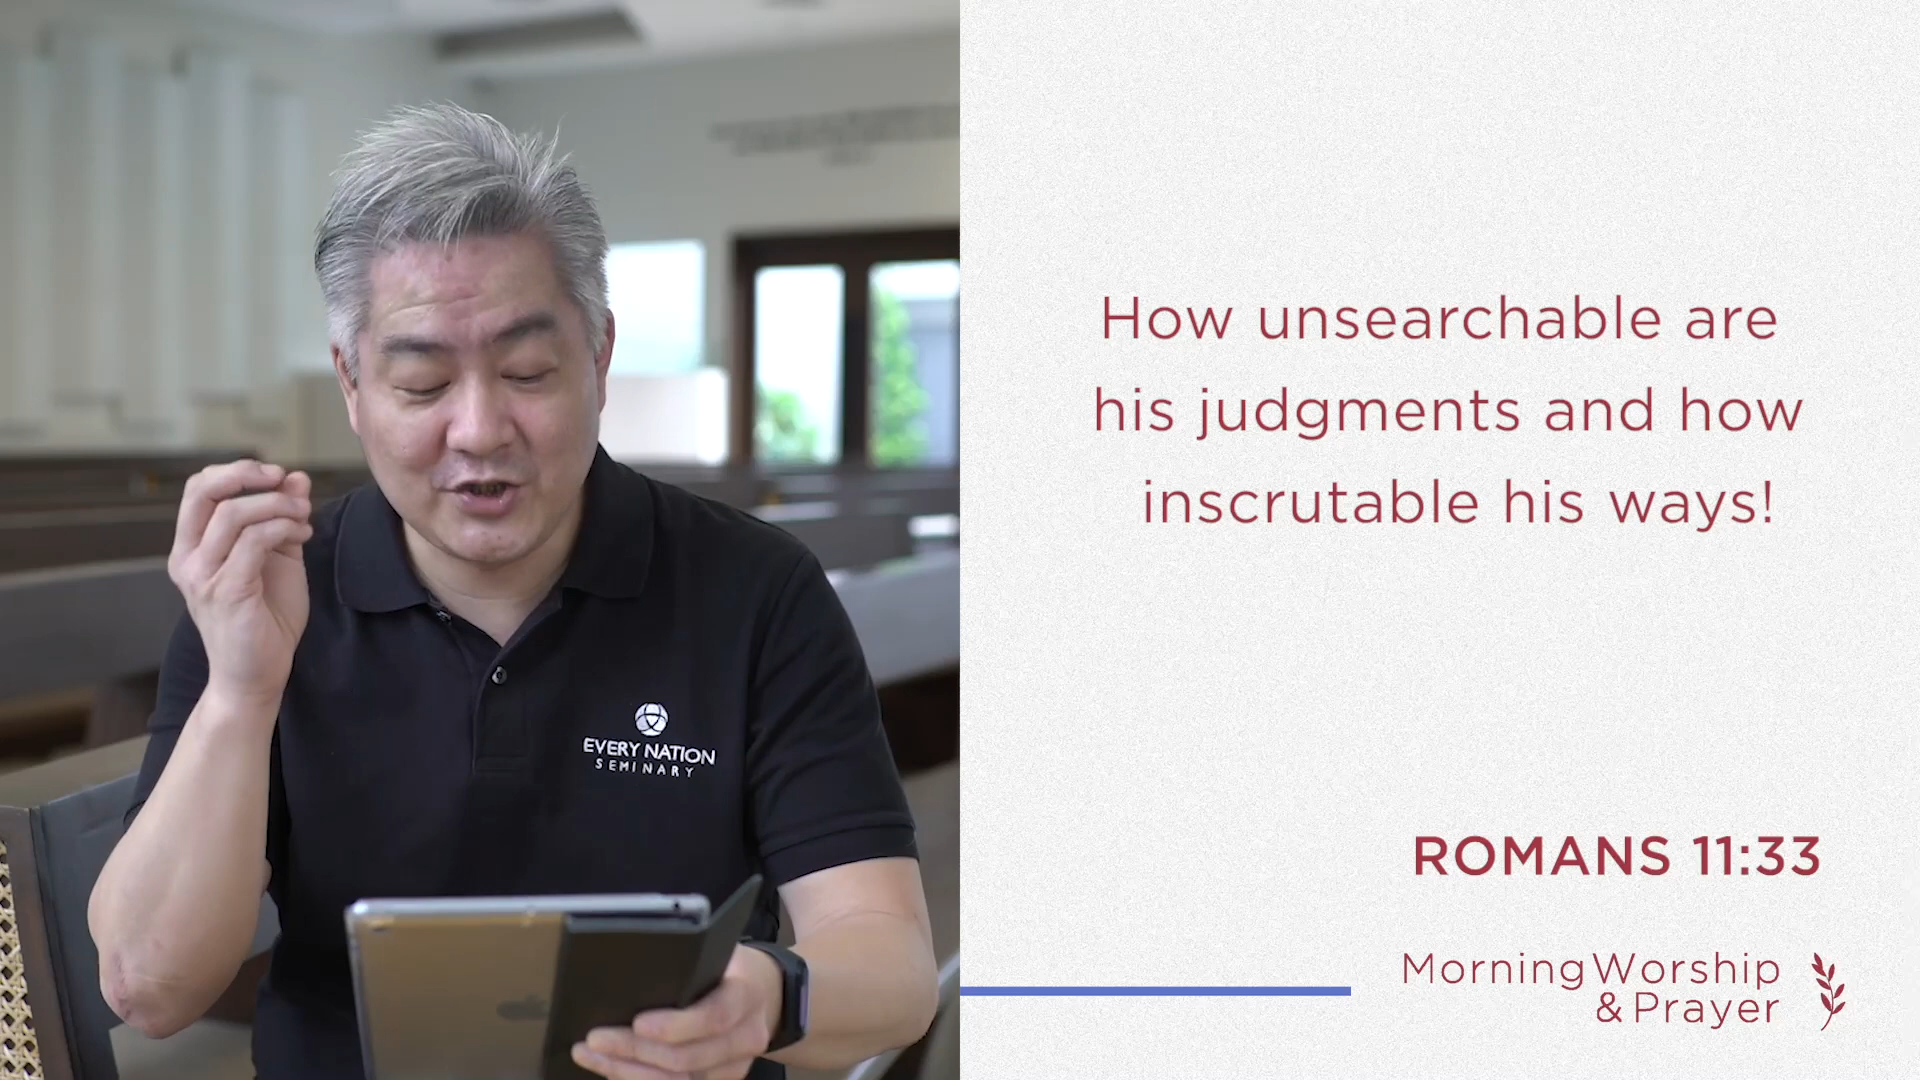 How unsearchable are
his judgments and how
inscrutable his ways!
ROMANS 11:33
Morning Worship
& Prayer
EVERY NATION
SEMINARY